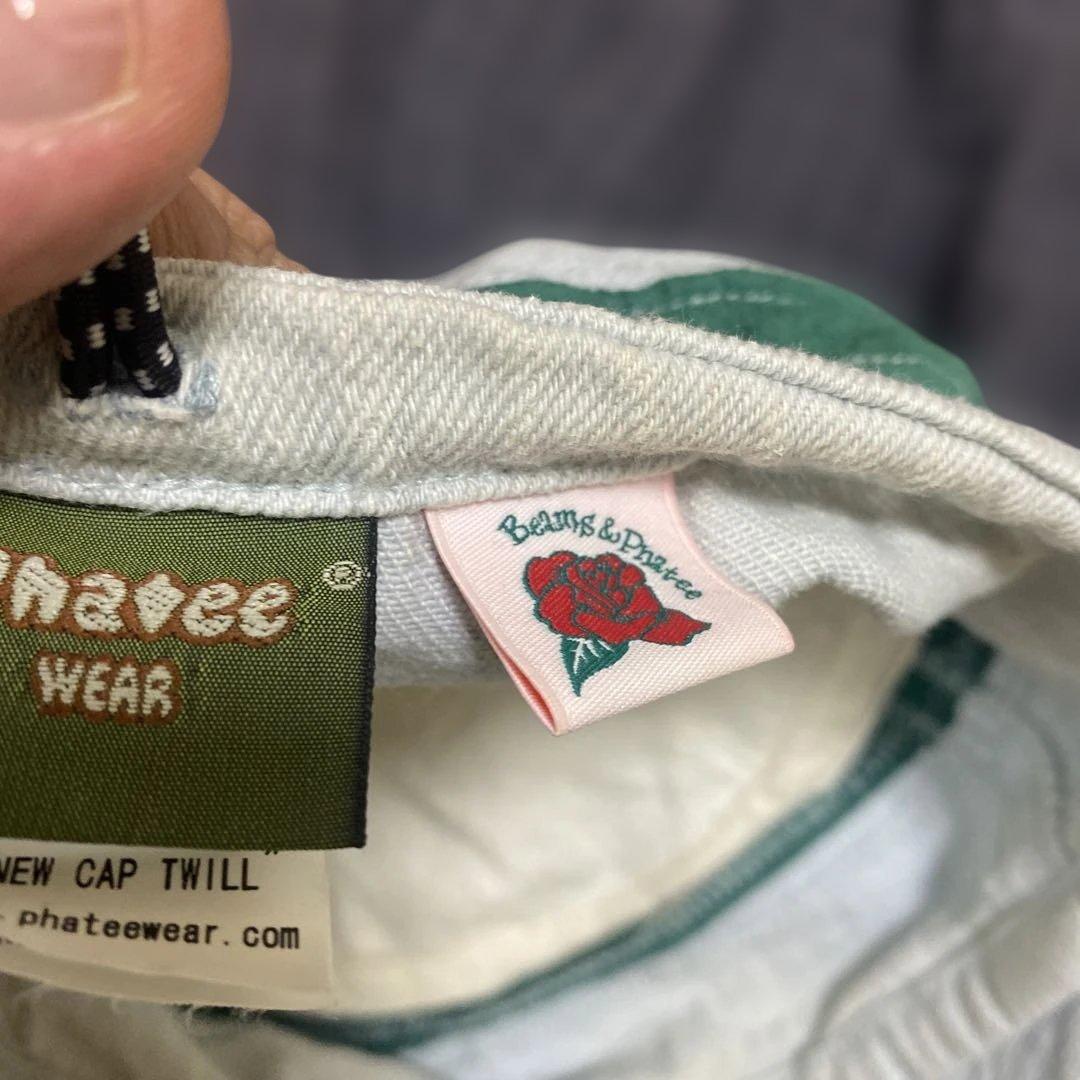 Phatee®
WEAR
Beams & Phatee
NEW CAP TWILL
phateewear.com